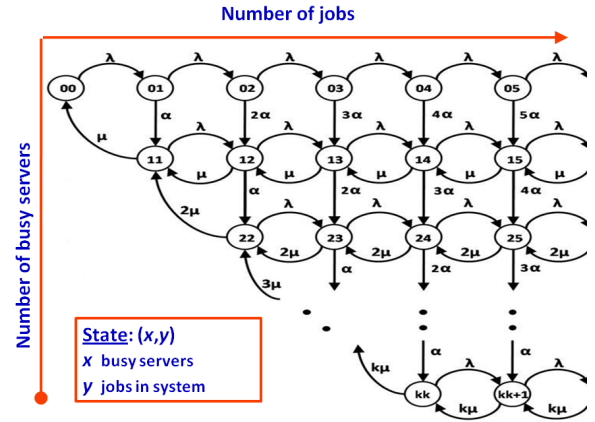 Number of jobs
λ λ λ λ λ
00 01 02 03 04 05
α 2α 3α 4α 5α
μ λ λ λ λ λ
11 12 13 14 15
μ μ μ μ μ
2μ α 2α 3α 4α
λ λ λ λ
22 23 24 25
2μ 2μ 2μ 2μ
3μ α 2α 3α
Number of busy servers
State: (x,y)
x busy servers
y jobs in system
kμ α α
λ λ
kk kk+1
kμ kμ